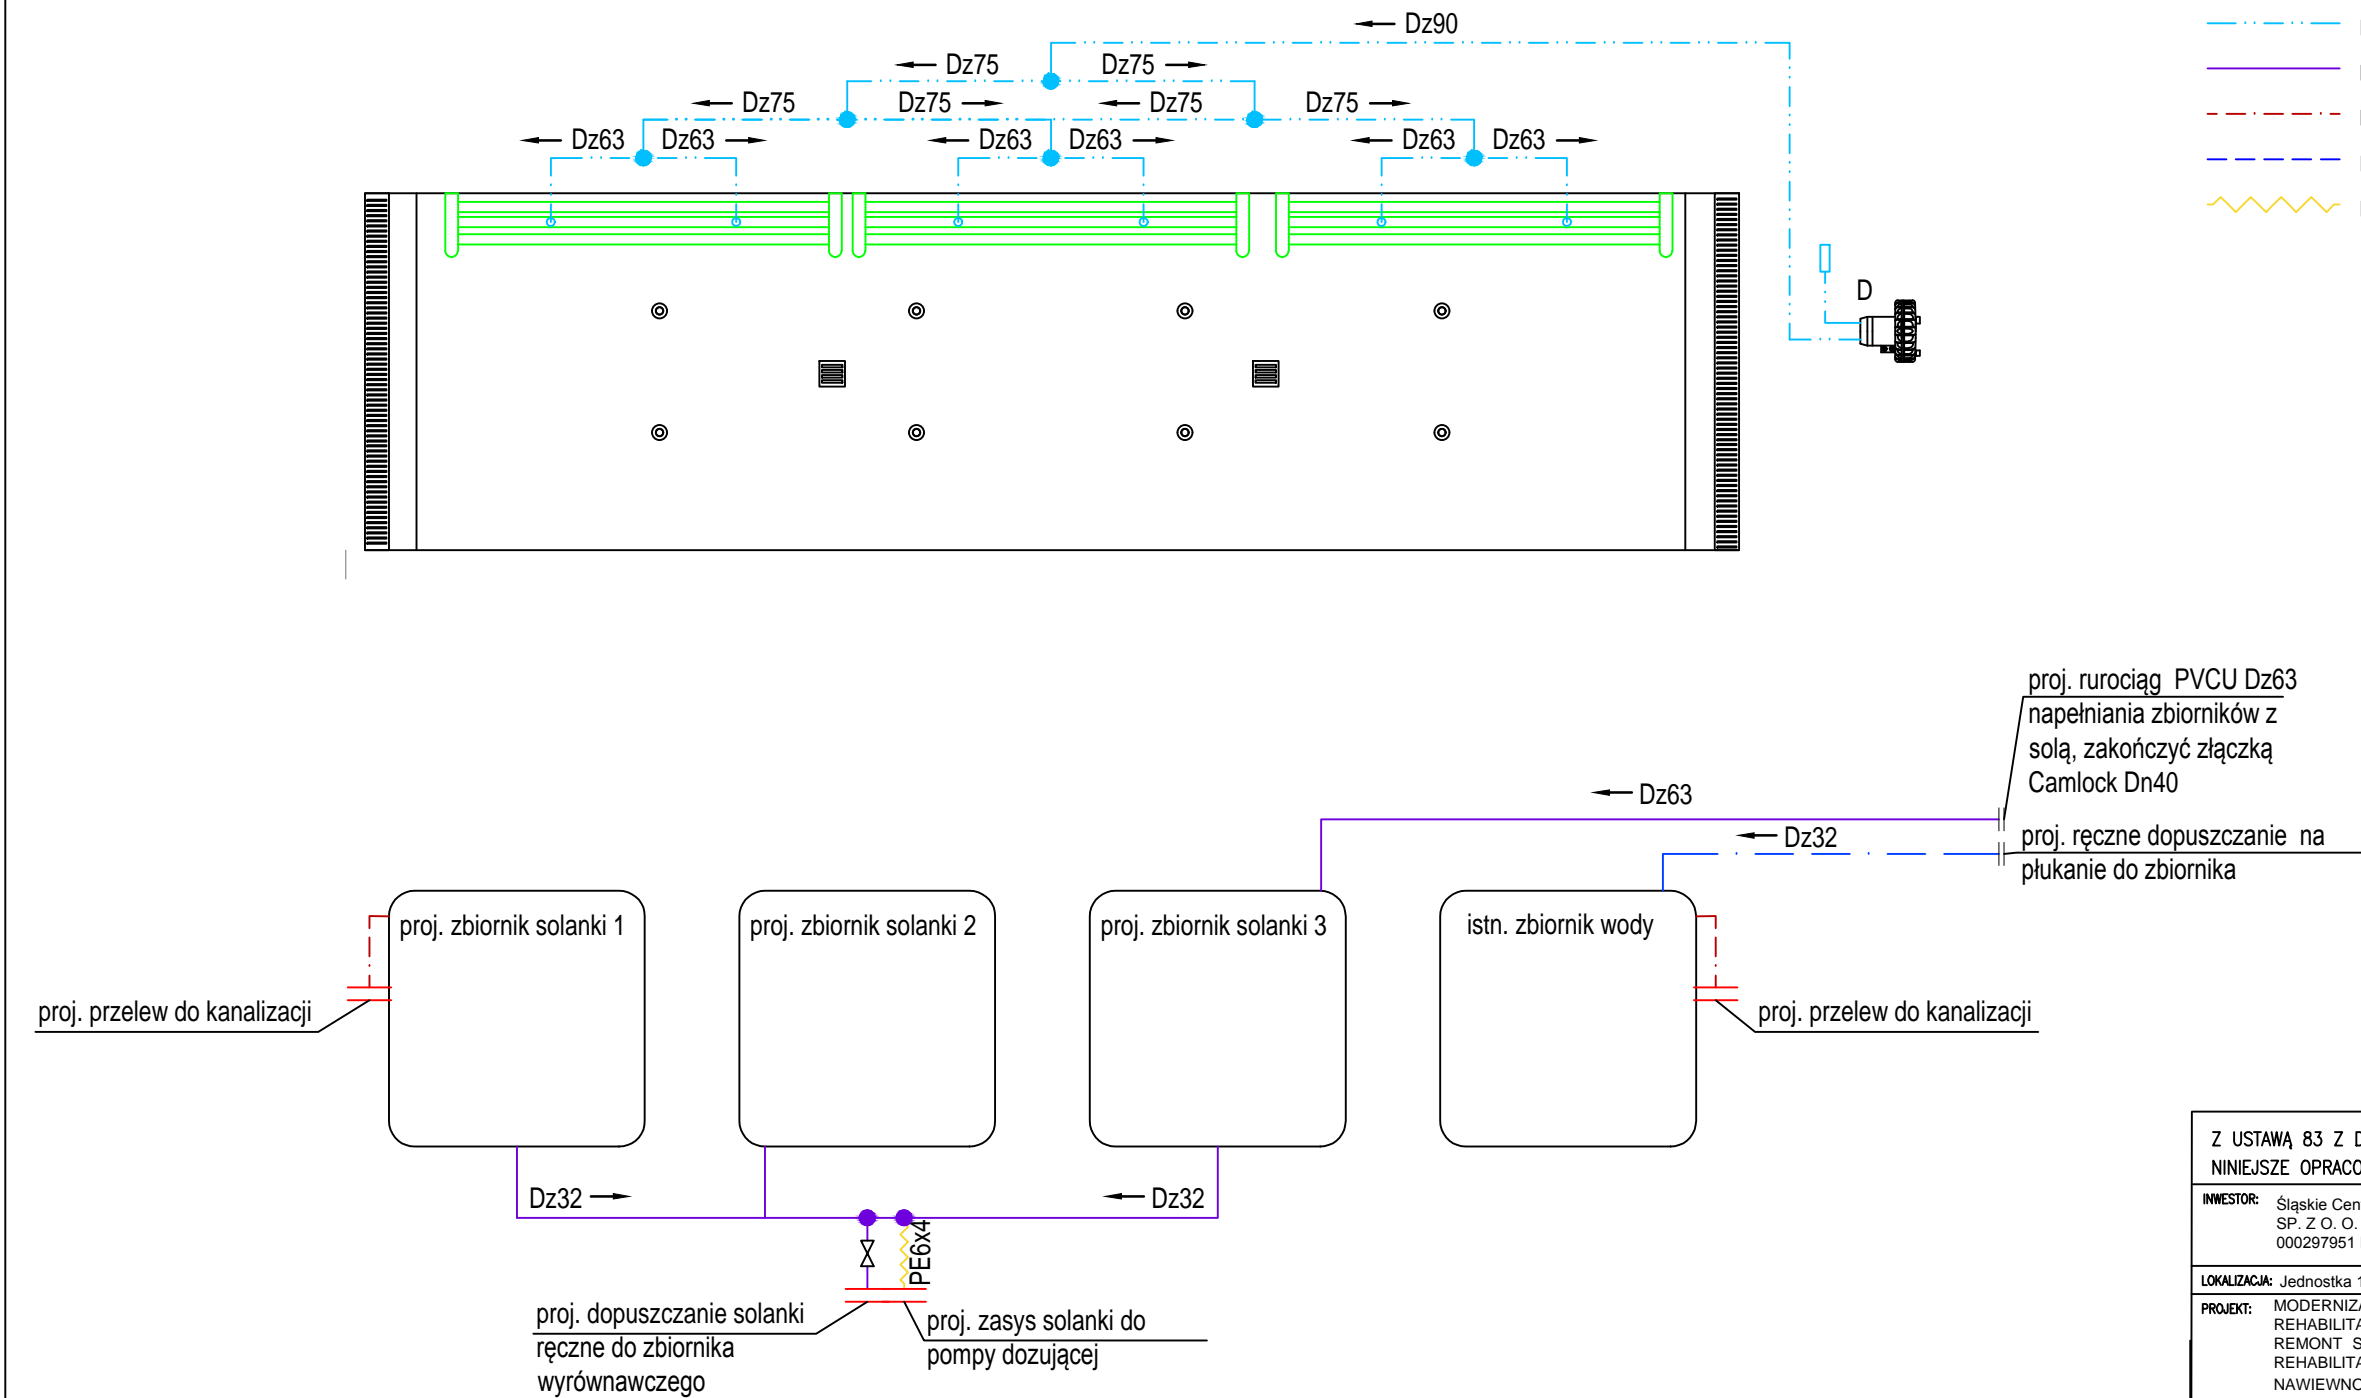 Dz90
Dz75 Dz75
Dz75 Dz75 Dz75 Dz75
Dz63 Dz63 Dz63 Dz63 Dz63 Dz63
D
proj. rurociąg PVCU Dz63
napełniania zbiorników z
solą, zakończyć złączką
Camlock Dn40
Dz63
Dz32
proj. ręczne dopuszczanie na
płukanie do zbiornika
proj. zbiornik solanki 1
proj. zbiornik solanki 2
proj. zbiornik solanki 3
istn. zbiornik wody
proj. przelew do kanalizacji
proj. przelew do kanalizacji
Dz32
Dz32
PE6x4
proj. dopuszczanie solanki
ręczne do zbiornika
wyrównawczego
proj. zasys solanki do
pompy dozującej
Z USTAWĄ 83 Z
NINIEJSZE
INWESTOR: Śląskie
SP. Z O. O.
000297951
LOKALIZACJA: Jednostka
PROJEKT:
REMONT